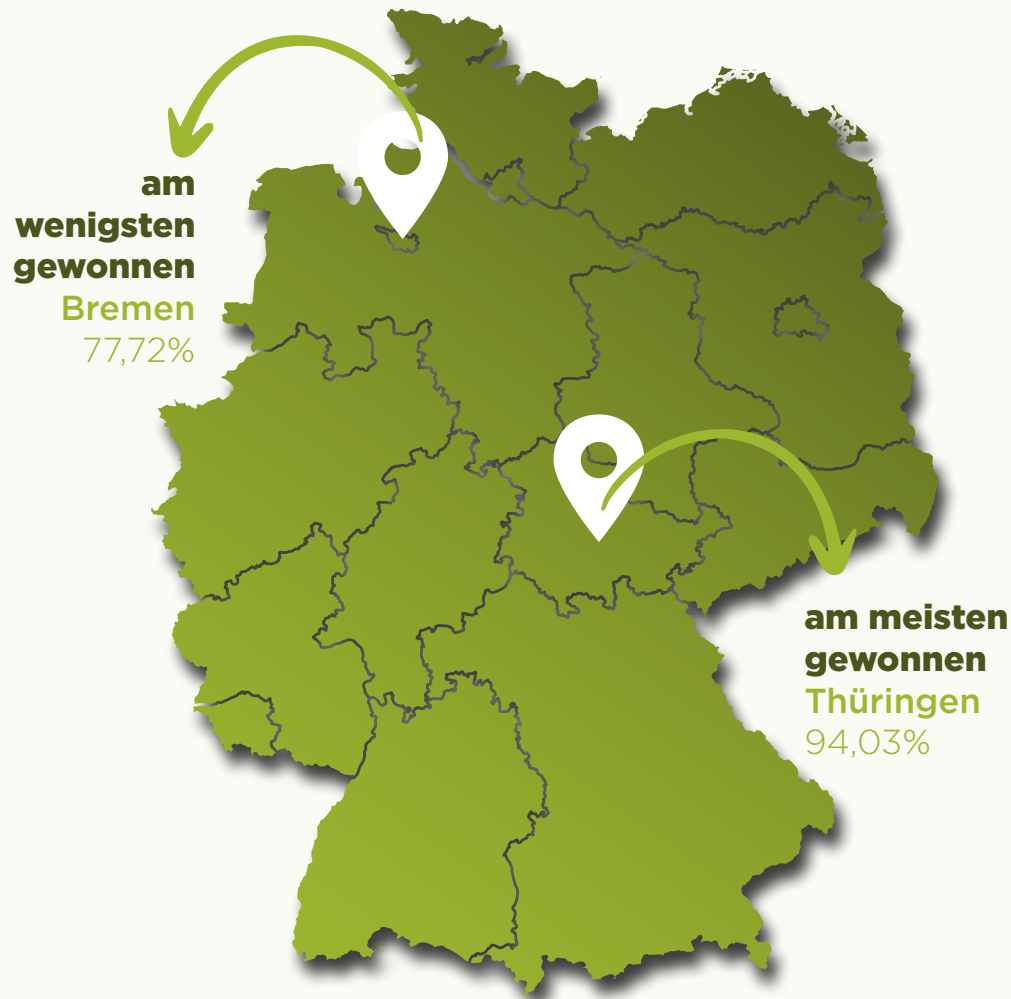 am
wenigsten
gewonnen
Bremen
77,72%
am meisten
gewonnen
Thüringen
94,03%